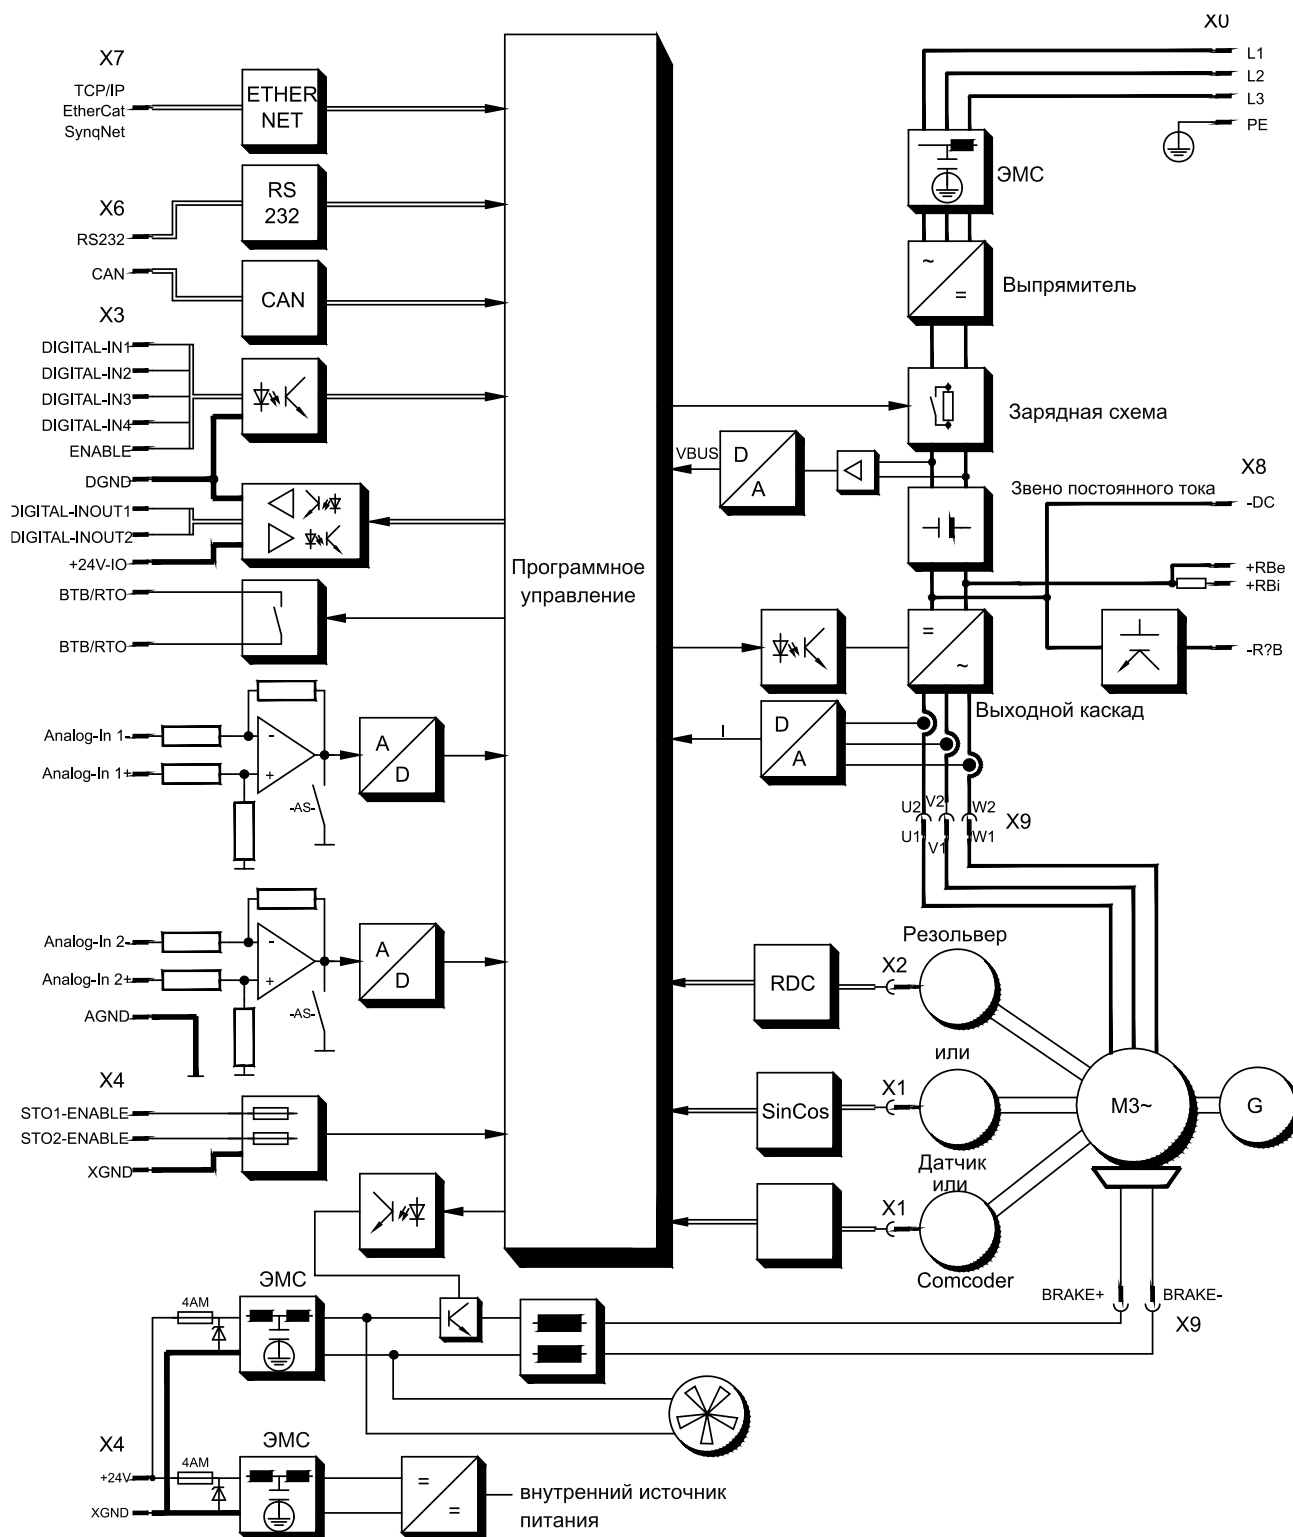 X7
TCP/IP
EtherCat
SynqNet
ETHER
NET
X6
RS232
RS
232
CAN
CAN
X3
DIGITAL-IN1
DIGITAL-IN2
DIGITAL-IN3
DIGITAL-IN4
ENABLE
DGND
DIGITAL-INOUT1
DIGITAL-INOUT2
+24V-IO
BTB/RTO
BTB/RTO
Analog-In 1-
Analog-In 1+
-
+
-AS-
A
D
Analog-In 2-
Analog-In 2+
-
+
-AS-
A
D
AGND
X4
STO1-ENABLE
STO2-ENABLE
XGND
Программное
управление
X0
L1
L2
L3
PE
ЭМС
~
=
Выпрямитель
Зарядная схема
VBUS
D
A
X8
Звено постоянного тока
-DC
+RBe
+RBi
-R?B
=
~
Выходной каскад
I
D
A
U2
V2
W2
X9
U1
V1
W1
Резольвер
RDC
X2
или
SinCos
X1
M3~
G
Датчик
или
X1
Comcoder
BRAKE+
BRAKE-
X9
ЭМС
4AM
ЭМС
X4
4AM
+24V
XGND
=
=
внутренний источник
питания